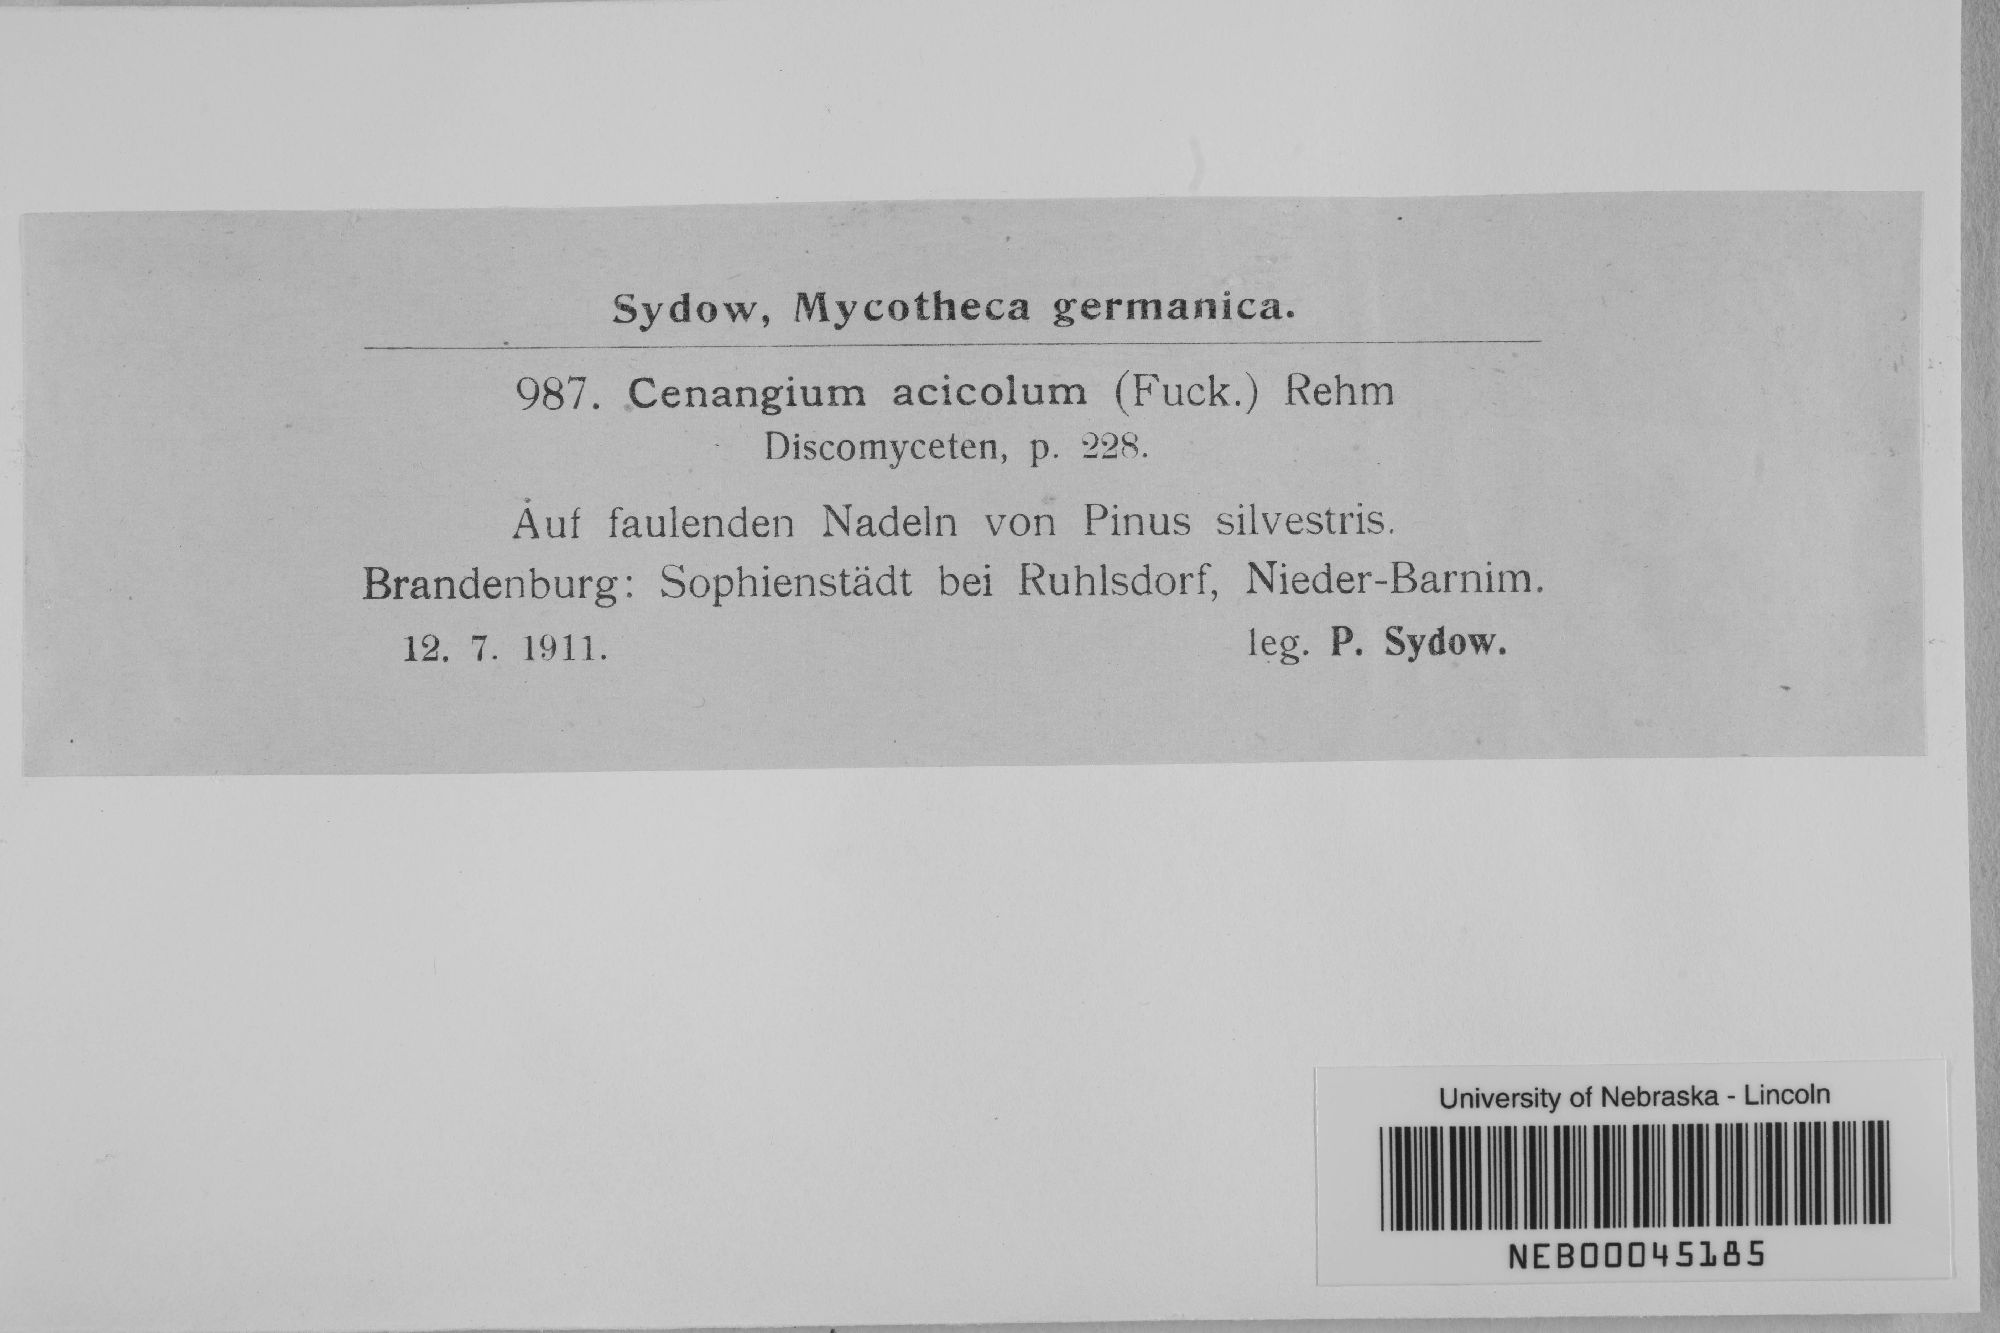 Sydow, Mycotheca germanica.
987. Cenangium acicolum (Fuck.) Rehm
Discomyceten, p. 228.
Auf faulenden Nadeln von Pinus silvestris.
Brandenburg: Sophienstädt bei Ruhlsdorf, Nieder-Barnim.
12. 7. 1911. leg. P. Sydow.
University of Nebraska - Lincoln
NEB00045185